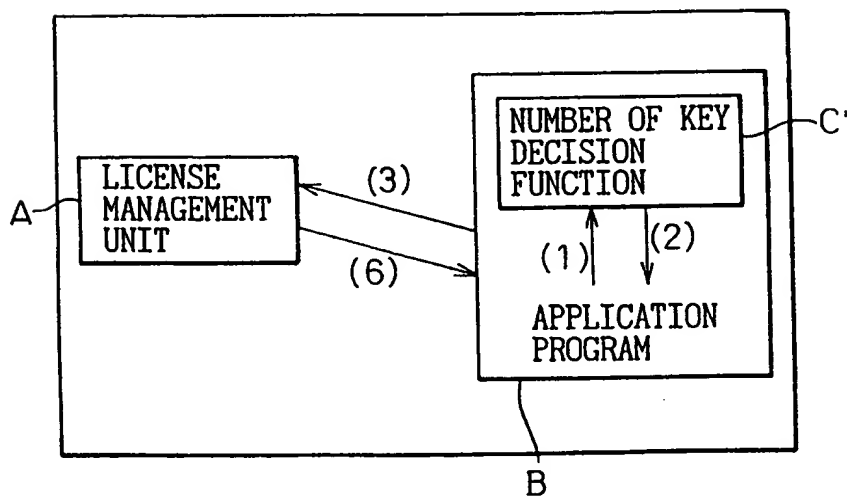 NUMBER OF KEY
DECISION
FUNCTION
C'
LICENSE
MANAGEMENT
UNIT
A
(3)
(6)
(1)
(2)
APPLICATION
PROGRAM
B